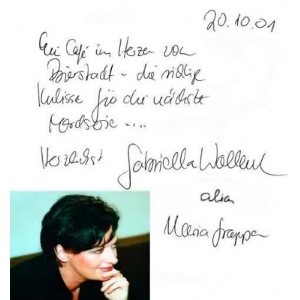 20.10.01
Ein Café im Herzen von
Bierstadt – die richtige
Kulisse für die nächste
Mordserie ....
Herzlichst Gabriella Wollenh
alias
Maria Grappa